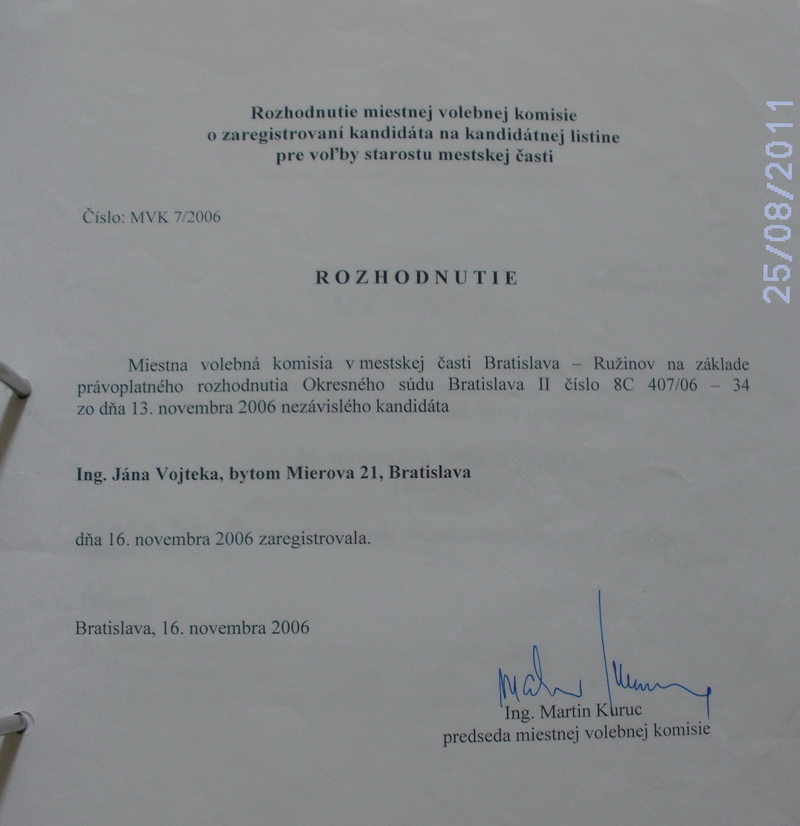 Rozhodnutie miestnej volebnej komisie
o zaregistrovaní kandidáta na kandidátnej listine
pre voľby starostu mestskej časti
Číslo: MVK 7/2006
ROZHODNUTIE
Miestna volebná komisia v mestskej časti Bratislava – Ružinov na základe
právoplatného rozhodnutia Okresného súdu Bratislava II číslo 8C 407/06 – 34
zo dňa 13. novembra 2006 nezávislého kandidáta
Ing. Jána Vojteka, bytom Mierova 21, Bratislava
dňa 16. novembra 2006 zaregistrovala.
Bratislava, 16. novembra 2006
Ing. Martin Kuruc
predseda miestnej volebnej komisie
25/08/2011